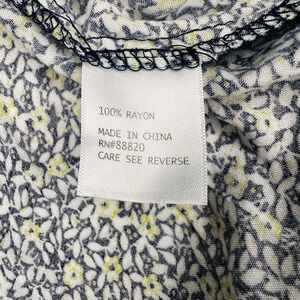 100% RAYON
MADE IN CHINA
RN#88820
CARE SEE REVERSE